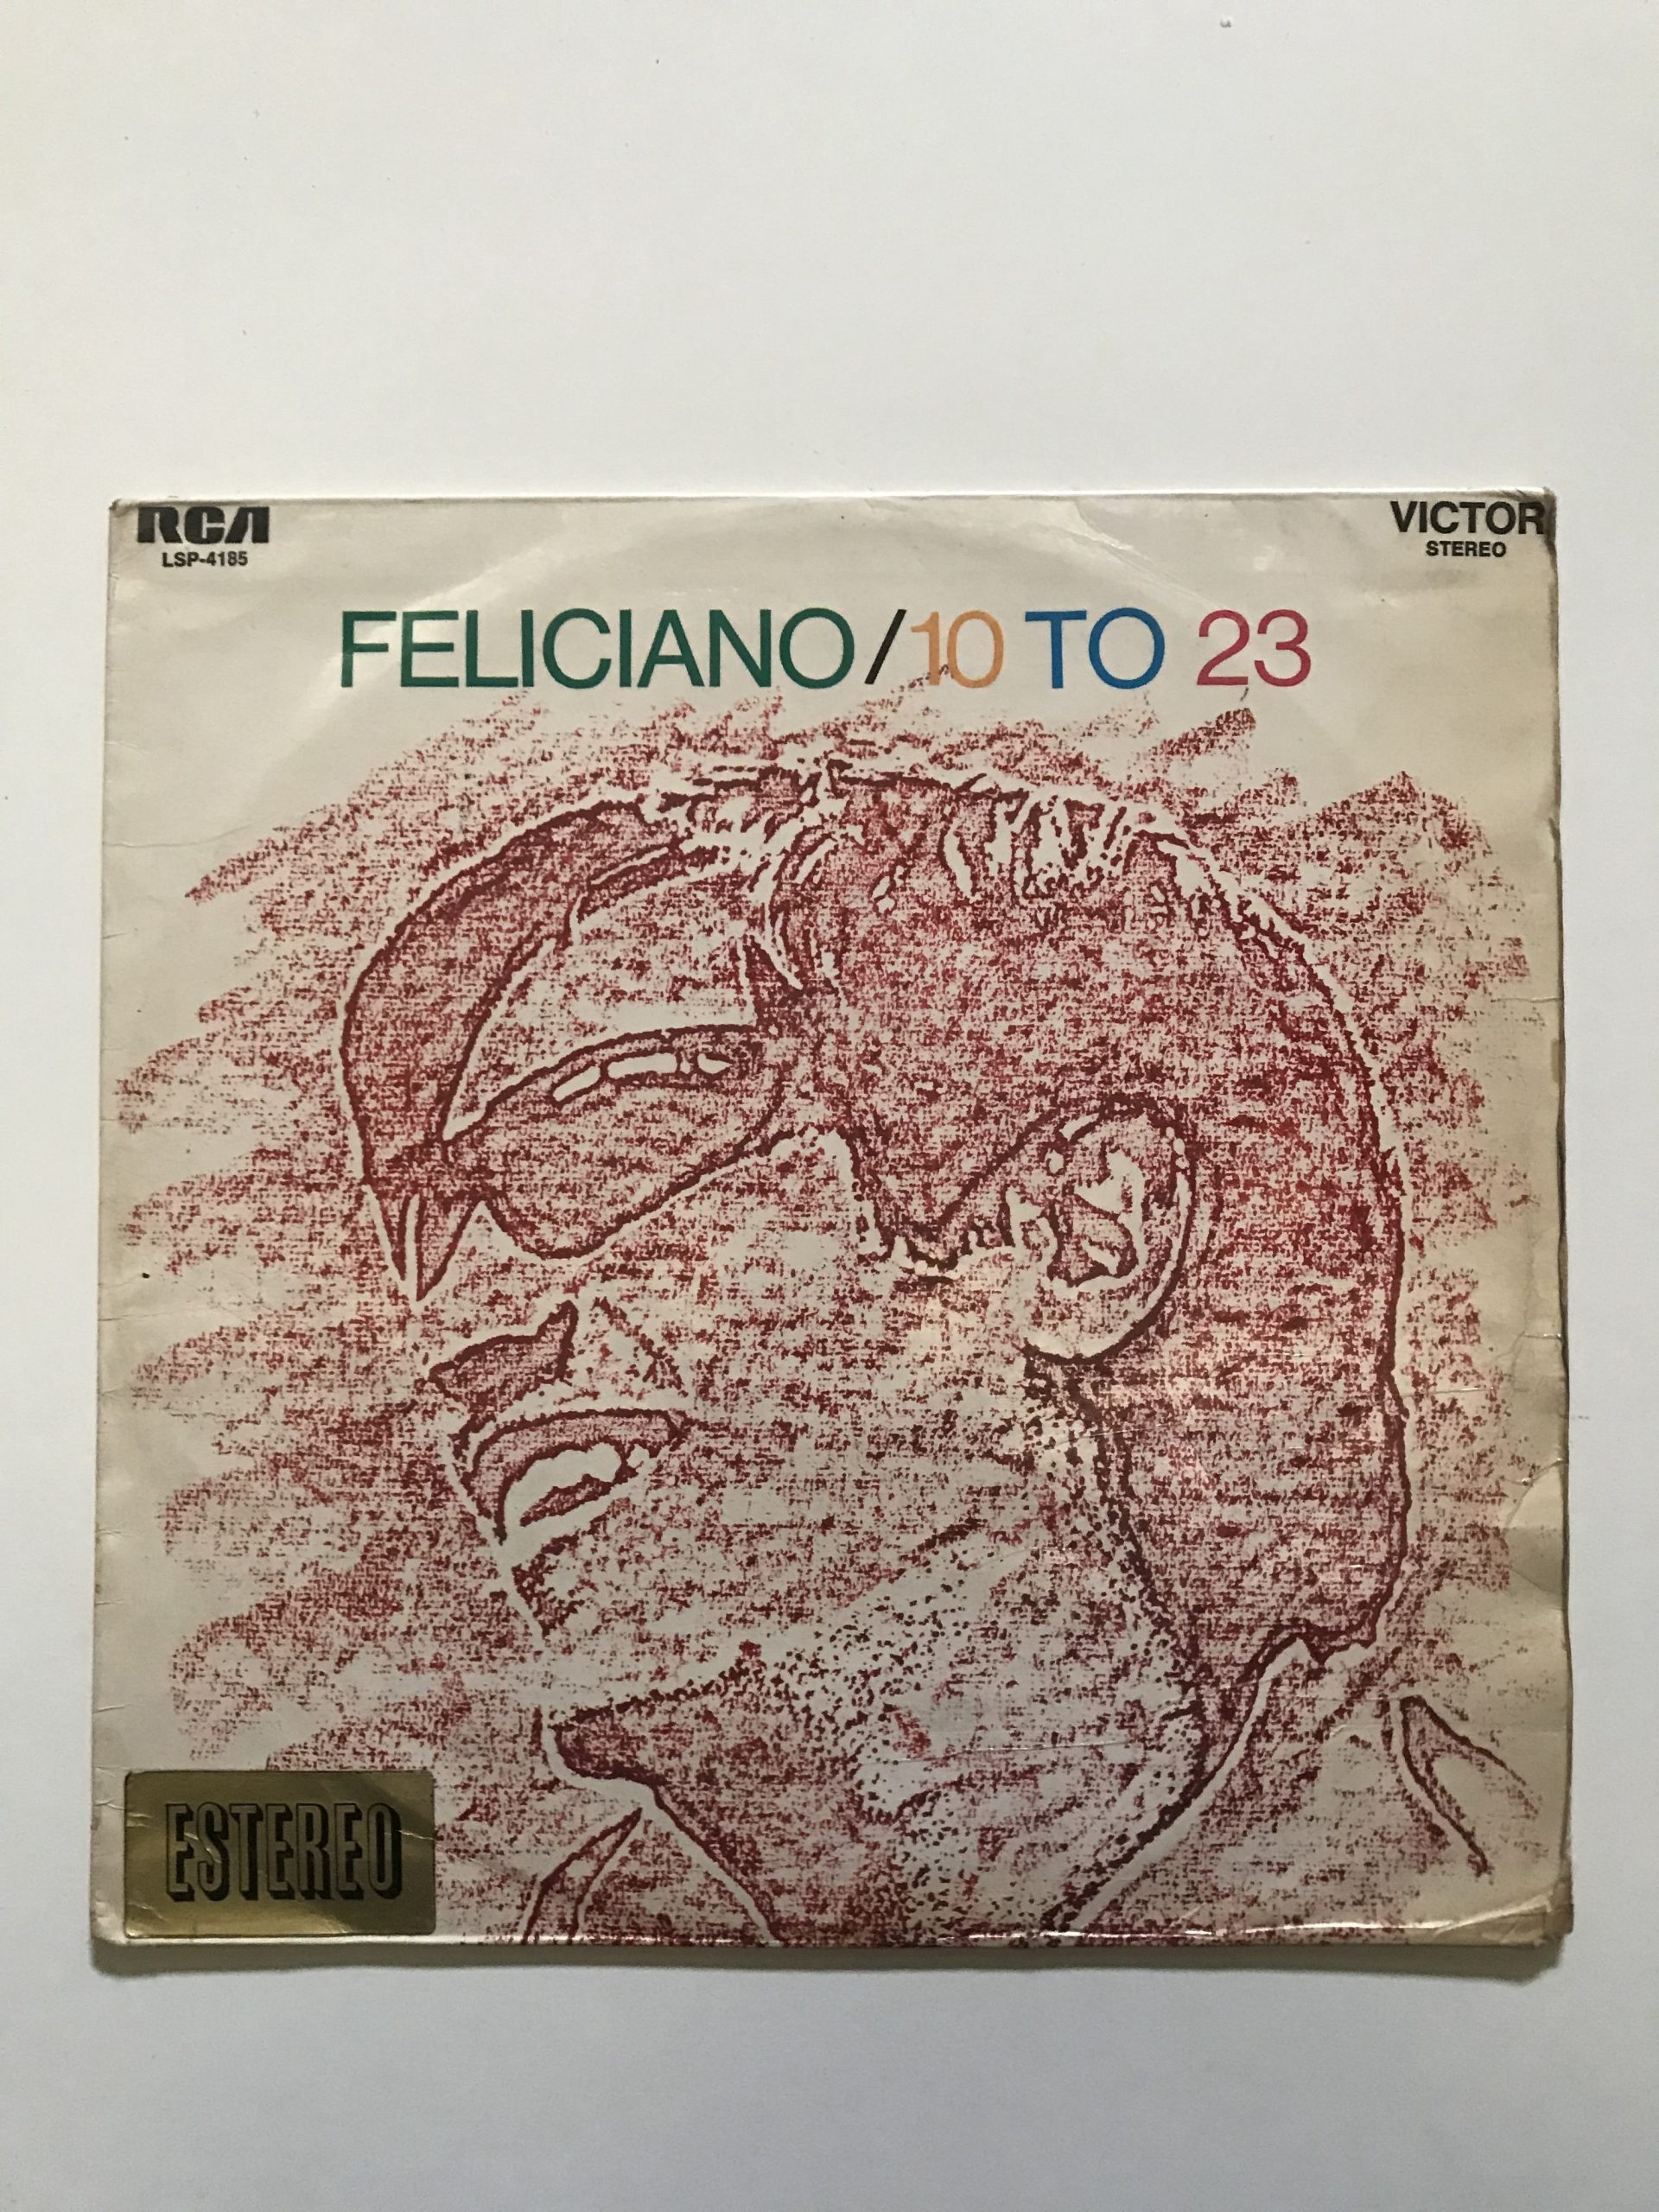 RCA
LSP-4185
VICTOR
STEREO
FELICIANO/10 TO 23
ESTEREO